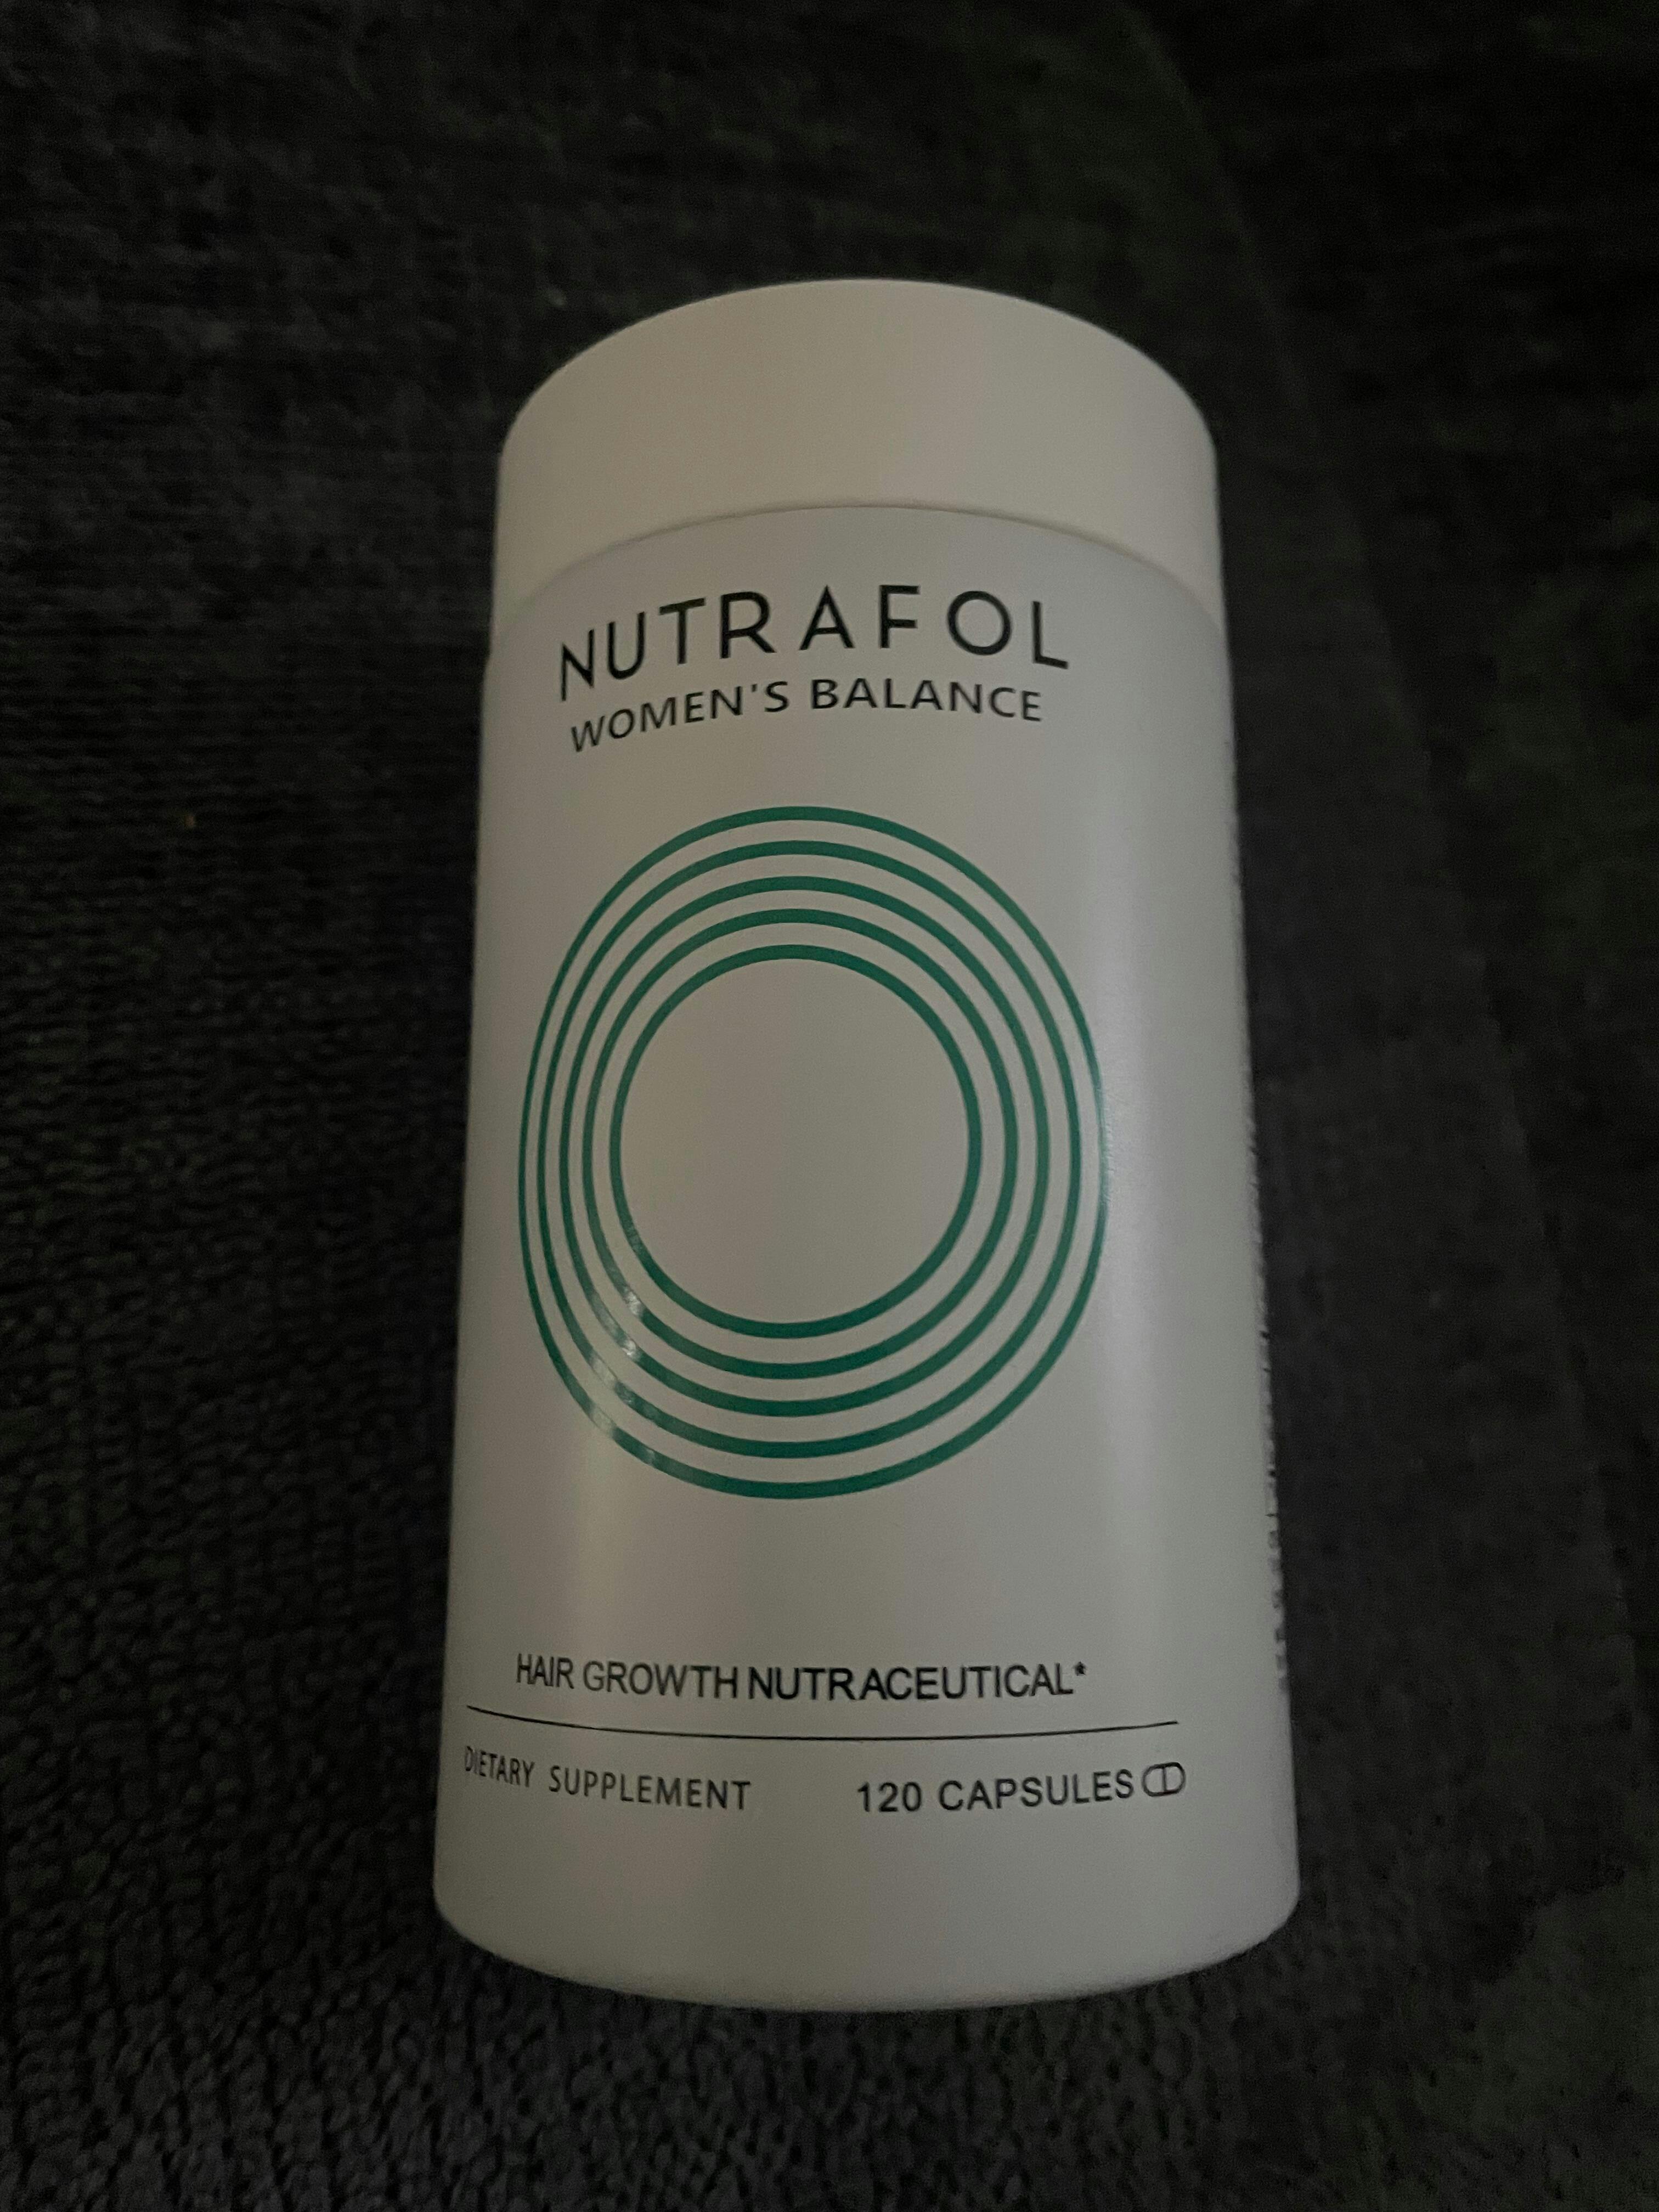 NUTRAFOL
WOMEN'S BALANCE
HAIR GROWTH NUTRACEUTICAL*
DIETARY SUPPLEMENT 120 CAPSULES